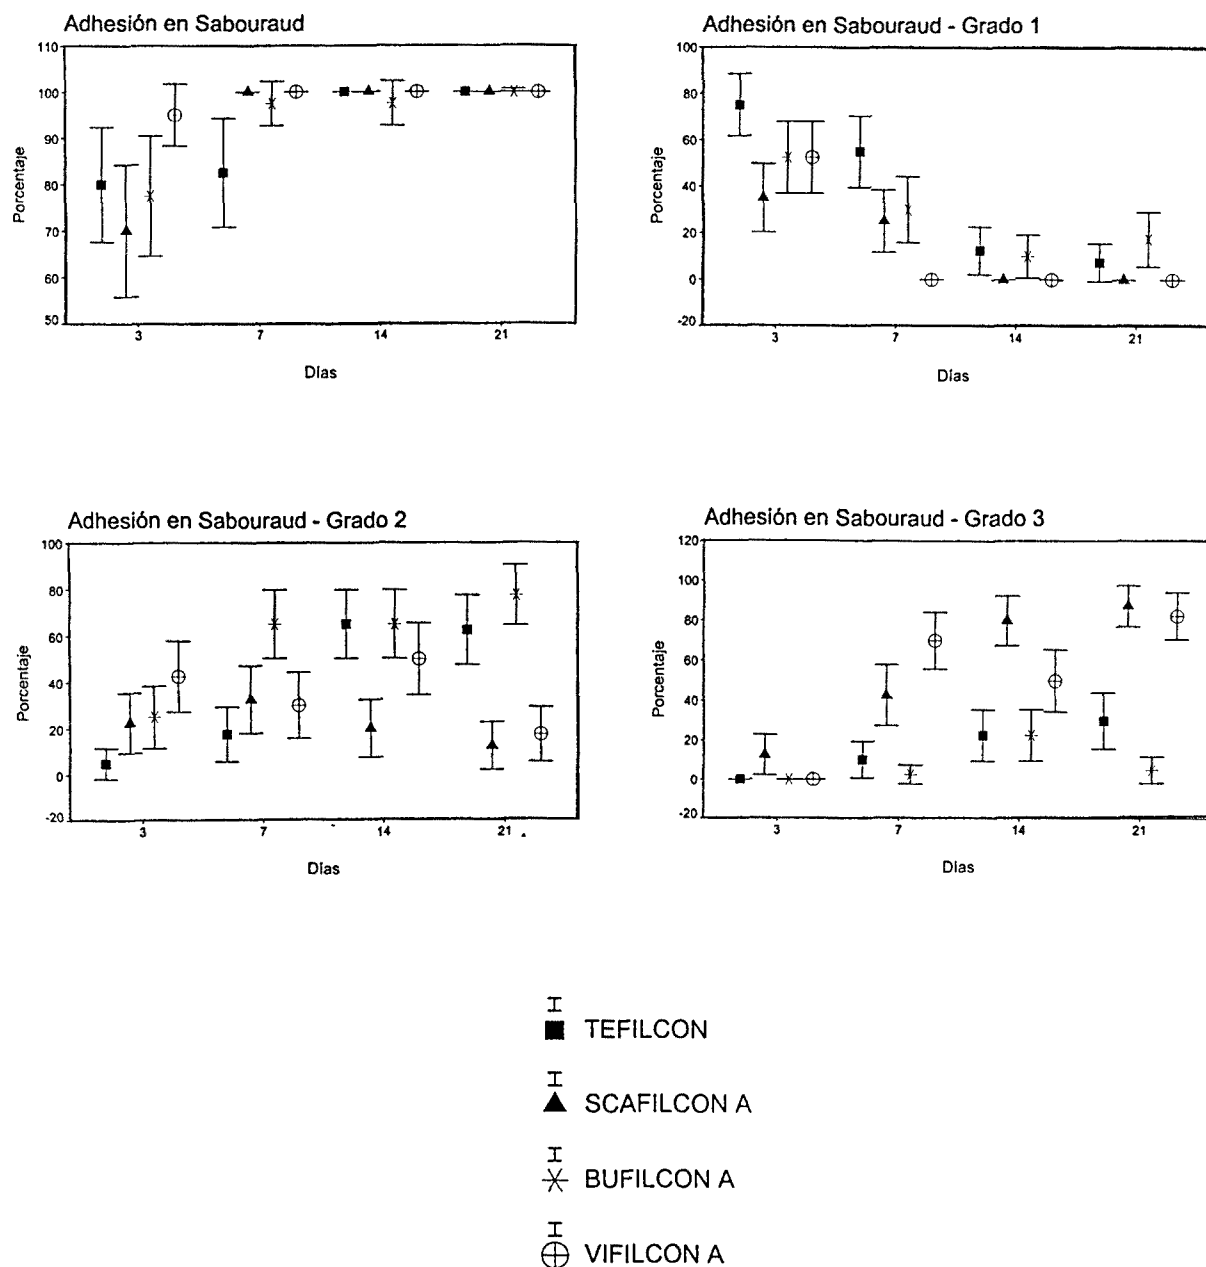 Adhesión en Sabouraud
Porcentaje
110
100
90
80
70
60
50
3
7
14
21
Días
Adhesión en Sabouraud - Grado 1
Porcentaje
100
80
60
40
20
0
-20
3
7
14
21
Días
Adhesión en Sabouraud - Grado 2
Porcentaje
100
80
60
40
20
0
-20
3
7
14
21
Días
Adhesión en Sabouraud - Grado 3
Porcentaje
120
100
80
60
40
20
0
-20
3
7
14
21
Días
TEFILCON
SCAFILCON A
BUFILCON A
VIFILCON A